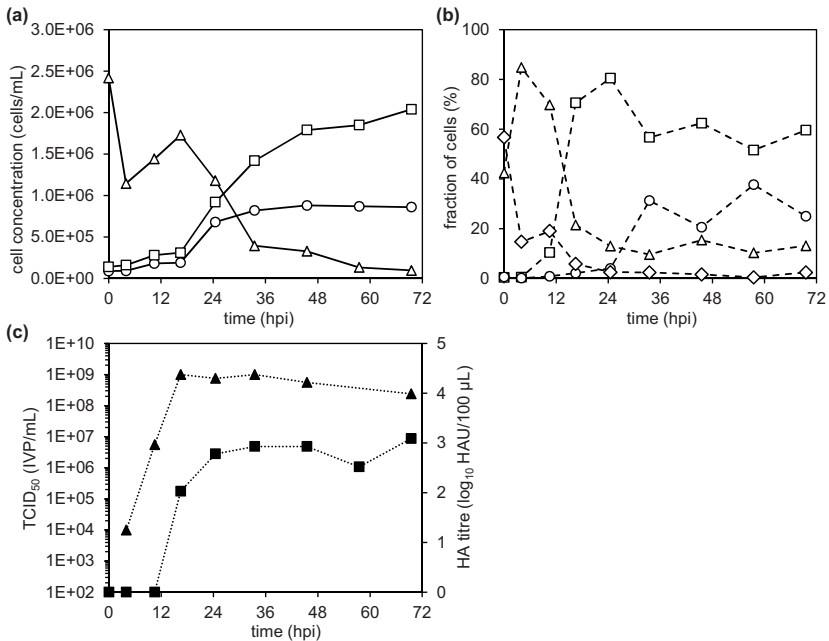 (a)
3.0E+06
2.5E+06
2.0E+06
1.5E+06
1.0E+06
5.0E+05
0.0E+00
cell concentration (cells/mL)
0 12 24 36 48 60 72
time (hpi)
(b)
100
80
60
40
20
0
fraction of cells (%)
0 12 24 36 48 60 72
time (hpi)
(c)
1E+10
1E+09
1E+08
1E+07
1E+06
1E+05
1E+04
1E+03
1E+02
TCID50 (IVP/mL)
5
4
3
2
1
0
HA titre (log10 HAU/100 µL)
0 12 24 36 48 60 72
time (hpi)